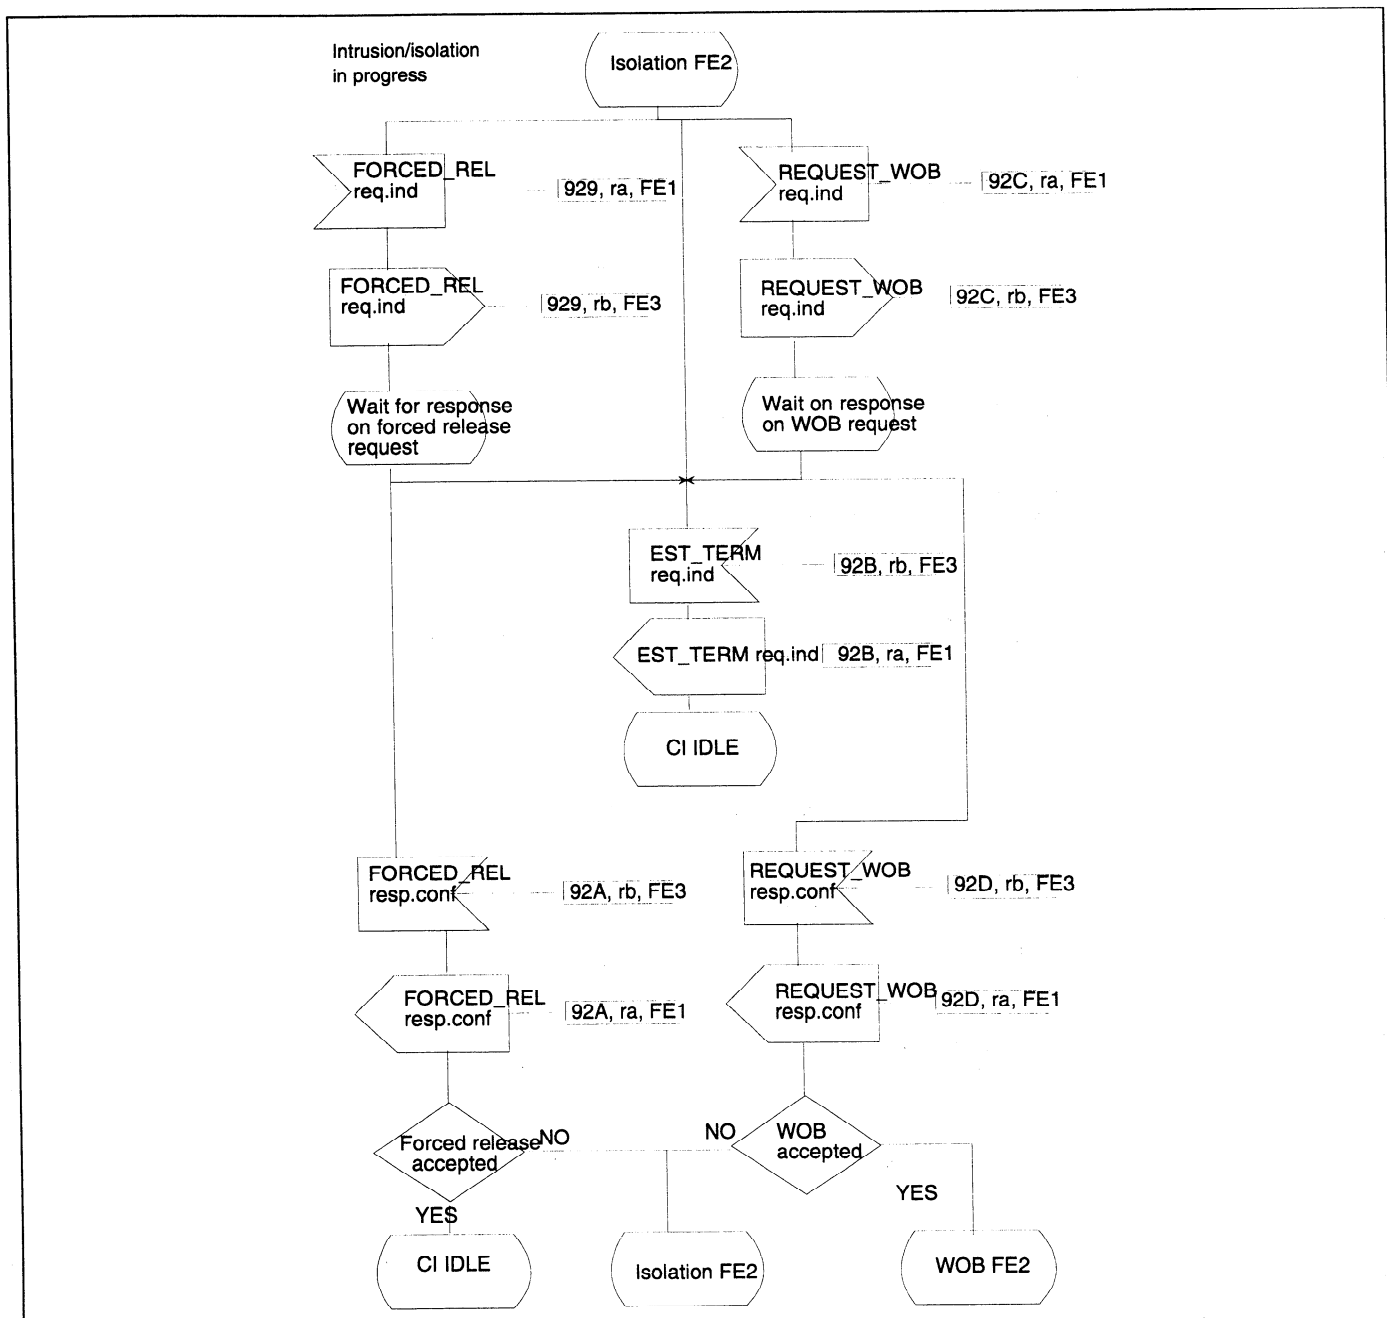 Intrusion/isolation
in progress
Isolation FE2
FORCED_REL
req.ind
929, ra, FE1
REQUEST_WOB
req.ind
92C, ra, FE1
FORCED_REL
req.ind
929, rb, FE3
REQUEST_WOB
req.ind
92C, rb, FE3
Wait for response
on forced release
request
Wait on response
on WOB request
EST_TERM
req.ind
92B, rb, FE3
EST_TERM req.ind
92B, ra, FE1
CI IDLE
FORCED_REL
resp.conf
92A, rb, FE3
REQUEST_WOB
resp.conf
92D, rb, FE3
FORCED_REL
resp.conf
92A, ra, FE1
REQUEST_WOB
resp.conf
92D, ra, FE1
Forced release
accepted
NO
NO
WOB
accepted
YES
YES
CI IDLE
Isolation FE2
WOB FE2